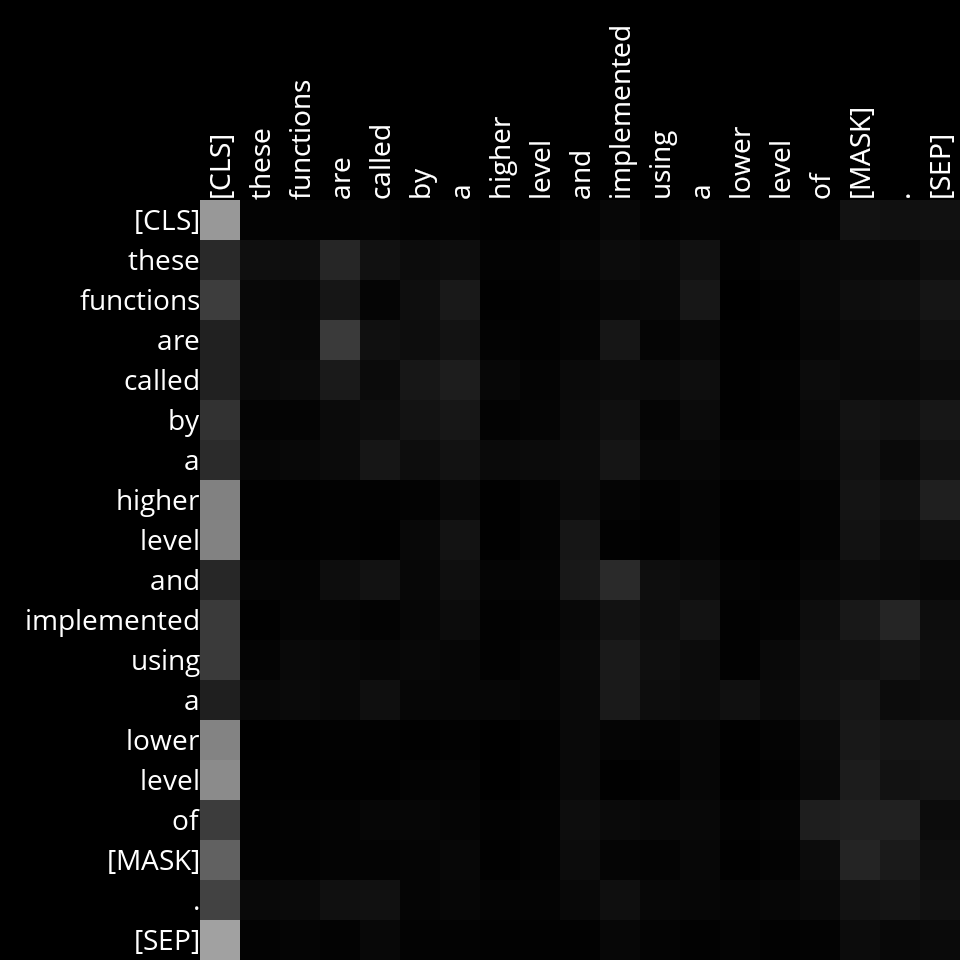 [CLS]
these
functions
are
called
by
a
higher
level
and
implemented
using
a
lower
level
of
[MASK]
.
[SEP]
[CLS]
these
functions
are
called
by
a
higher
level
and
implemented
using
a
lower
level
of
[MASK]
.
[SEP]